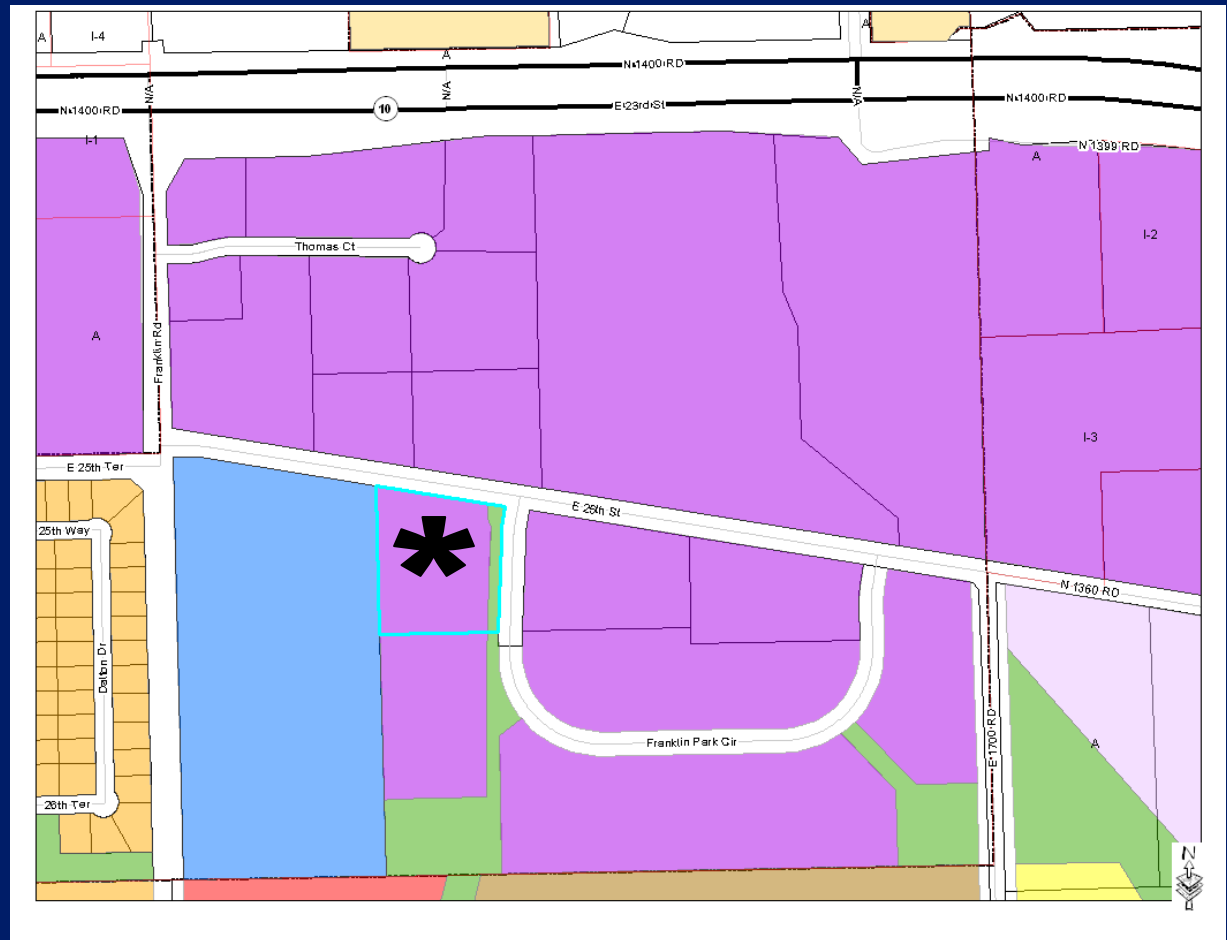 A
I-4
A
A
N 1400 RD
N/A
N/A
N/A
N 1400 RD
10
E 23rd St
N 1400 RD
I-1
N 1399 RD
A
I-2
Thomas Ct
Franklin Rd
A
I-3
E 25th Ter
25th Way
E 25th St
N 1360 RD
Dalton Dr
Franklin Park Cir
E 1700 RD
A
26th Ter
N